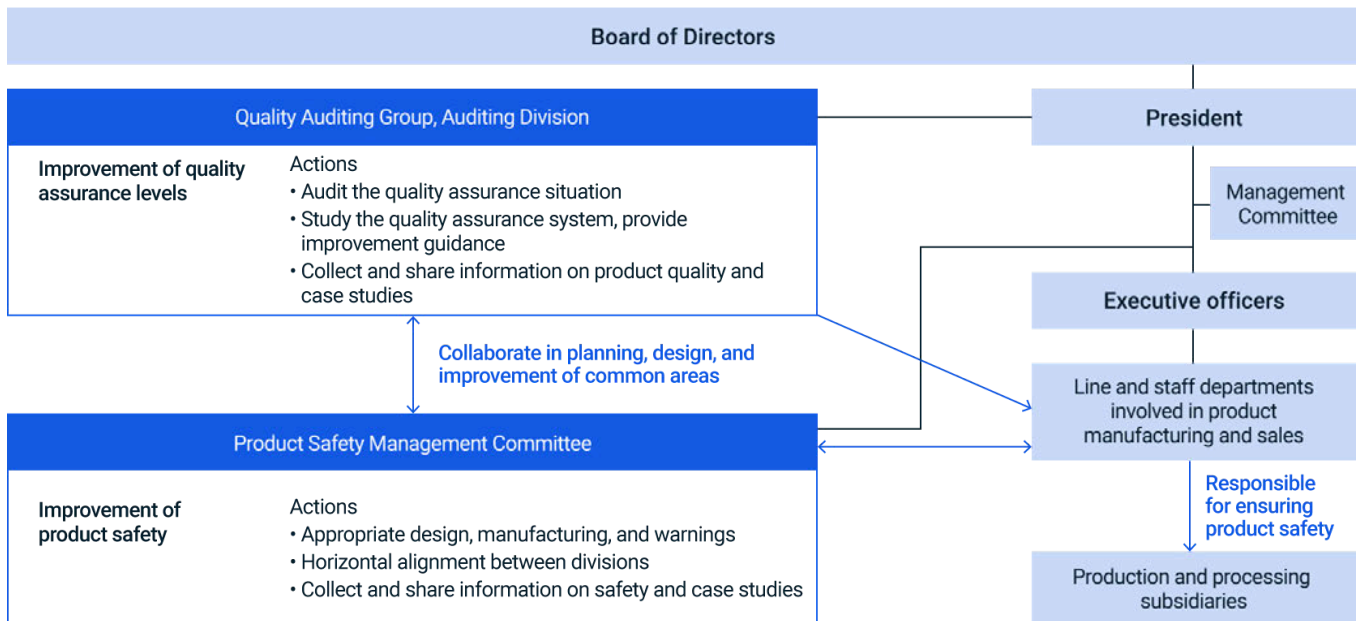 Board of Directors
Quality Auditing Group, Auditing Division
Improvement of quality
assurance levels
Actions
• Audit the quality assurance situation
• Study the quality assurance system, provide
improvement guidance
• Collect and share information on product quality and
case studies
President
Management
Committee
Executive officers
Collaborate in planning, design, and
improvement of common areas
Line and staff departments
involved in product
manufacturing and sales
Product Safety Management Committee
Improvement of
product safety
Actions
• Appropriate design, manufacturing, and warnings
• Horizontal alignment between divisions
• Collect and share information on safety and case studies
Responsible
for ensuring
product safety
Production and processing
subsidiaries